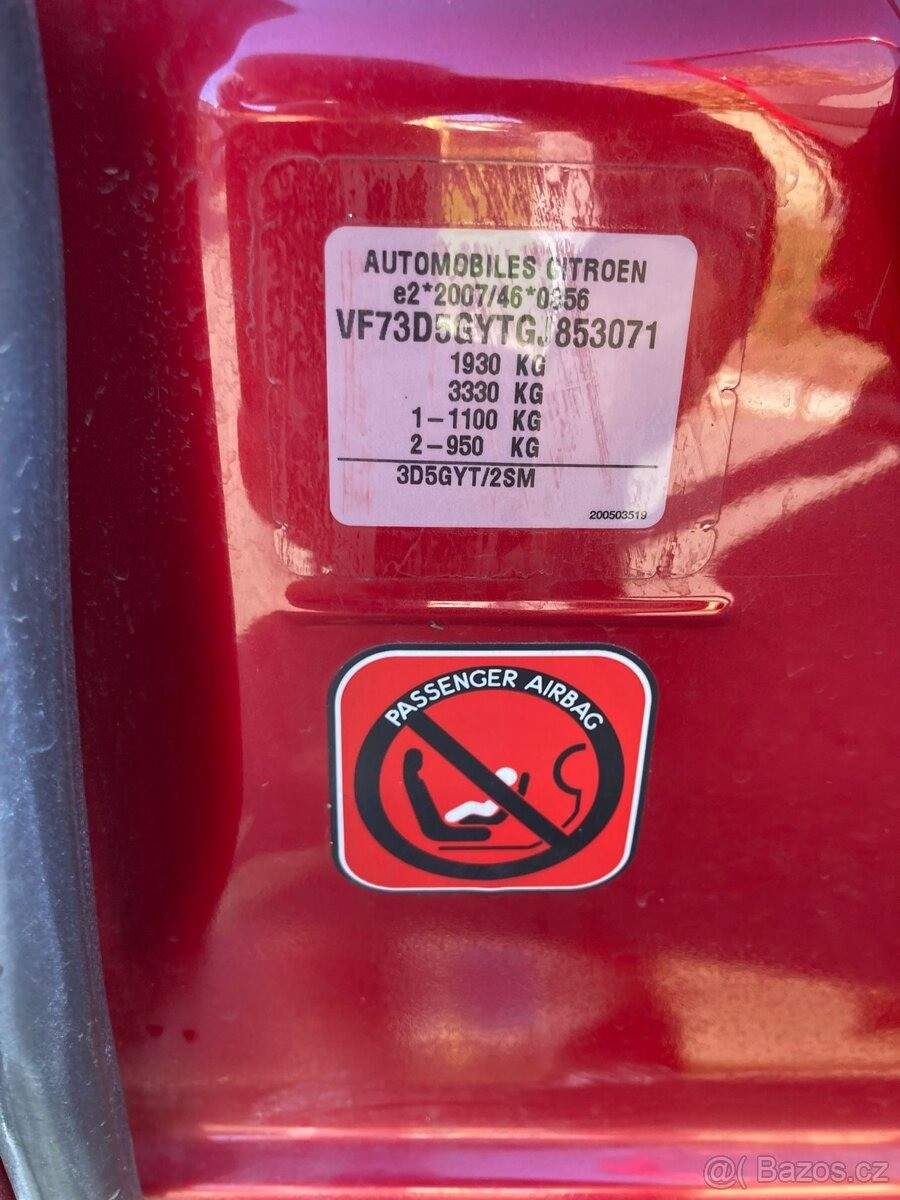 AUTOMOBILES CITROEN
e2*2007/46*0356
VF73D5GYTGJ853071
1930 KG
3330 KG
1-1100 KG
2-950 KG
3D5GYT/2SM
200503519
PASSENGER AIRBAG
@( Bazos.cz